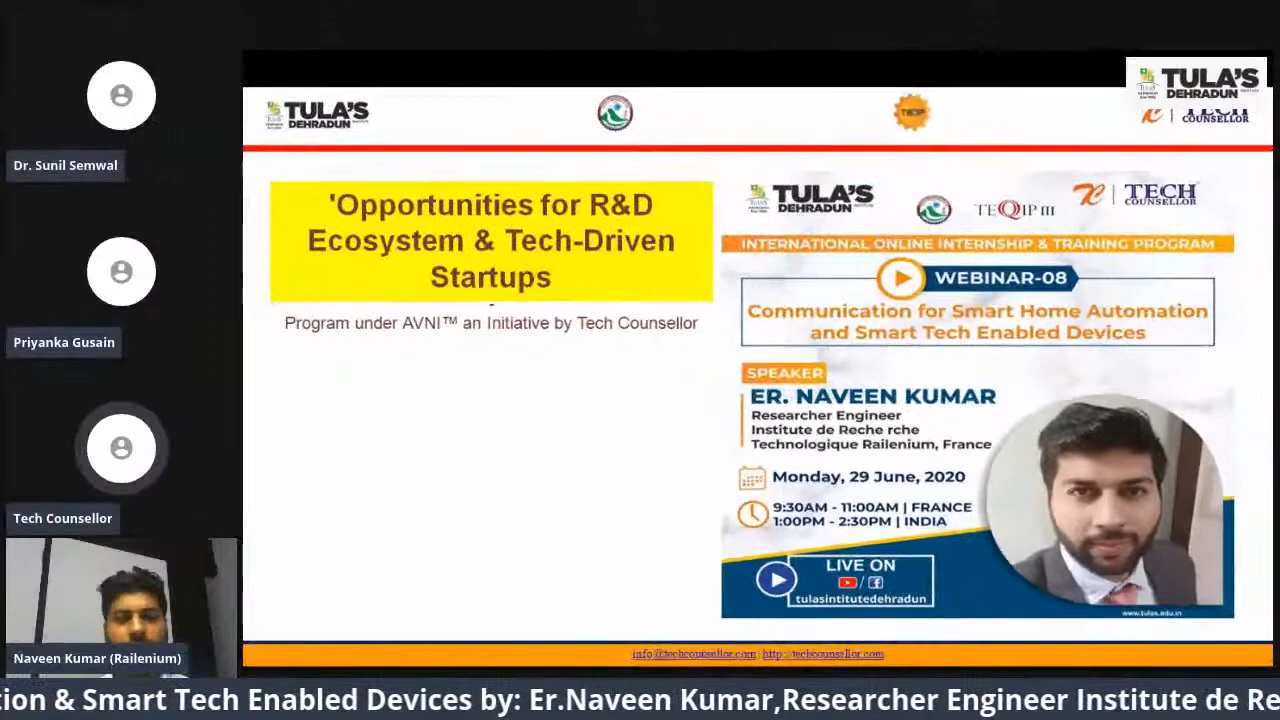 Dr. Sunil Semwal
Priyanka Gusain
Tech Counsellor
Naveen Kumar (Railenium)
TULA'S
DEHRADUN
TULA'S
DEHRADUN
COUNSELLOR
'Opportunities for R&D
Ecosystem & Tech-Driven
Startups
Program under AVNI™ an Initiative by Tech Counsellor
TULA'S
DEHRADUN
TEQIP III
TECH
COUNSELLOR
INTERNATIONAL ONLINE INTERNSHIP & TRAINING PROGRAM
WEBINAR-08
Communication for Smart Home Automation
and Smart Tech Enabled Devices
SPEAKER
ER. NAVEEN KUMAR
Researcher Engineer
Institute de Reche rche
Technologique Railenium, France
Monday, 29 June, 2020
9:30AM - 11:00AM | FRANCE
1:00PM - 2:30PM | INDIA
LIVE ON
/
tulasintitutedehradun
www.tulas.edu.in
info@techcounsellor.com | http://techcounsellor.com
tion & Smart Tech Enabled Devices by: Er.Naveen Kumar,Researcher Engineer Institute de Re